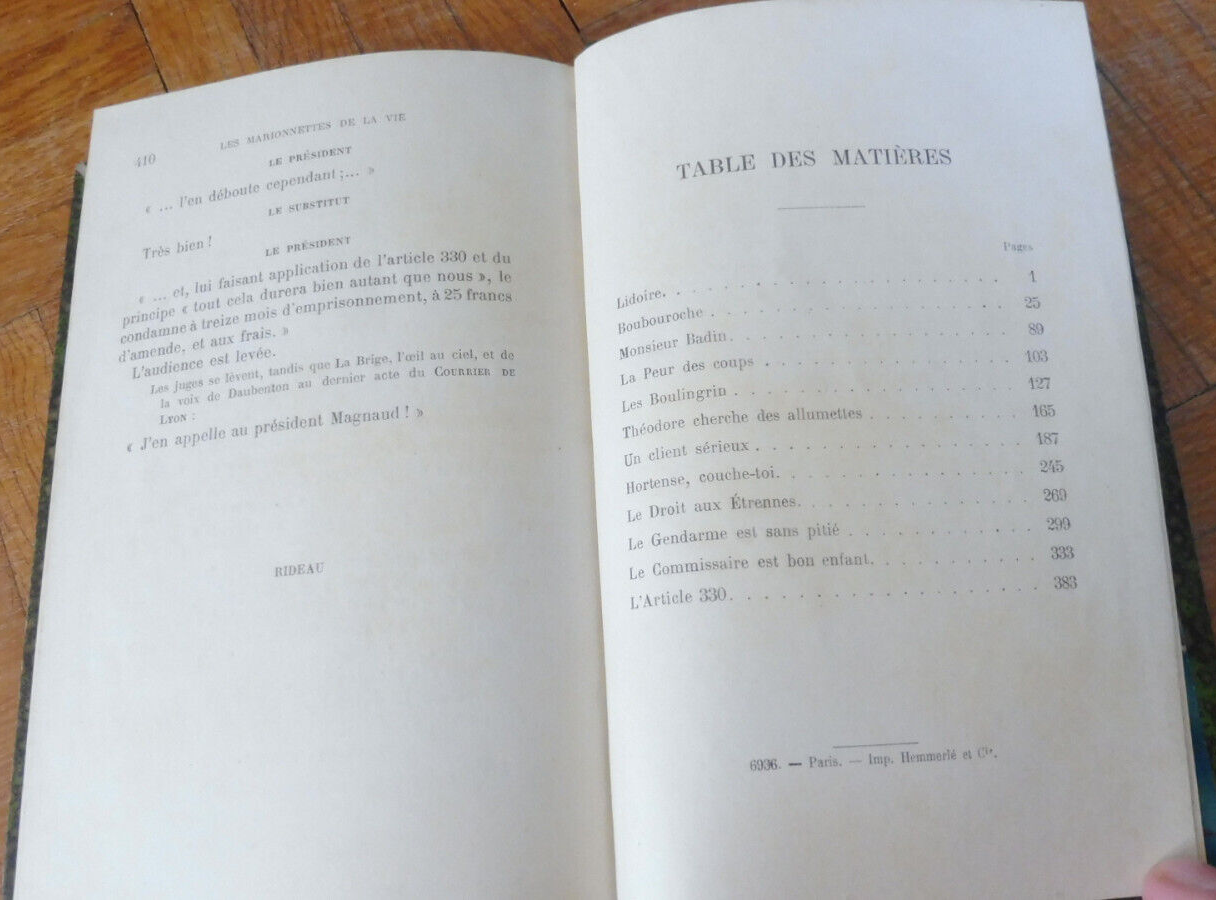 410
LES MARIONNETTES DE LA VIE
LE PRÉSIDENT
« ... l'en déboute cependant ;... »
LE SUBSTITUT
Très bien !
LE PRÉSIDENT
« ... et, lui faisant application de l'article 330 et du
principe « tout cela durera bien autant que nous », le
condamne à treize mois d'emprisonnement, à 25 francs
d'amende, et aux frais. »
L'audience est levée.
Les juges se lèvent, tandis que La Brige, l'œil au ciel, et de
la voix de Daubenton au dernier acte du COURRIER DE
LYON :
« J'en appelle au président Magnaud ! »
RIDEAU
TABLE DES MATIÈRES
Pages
Lidoire. . . . . . . . . . . . . . . . . . 1
Boubouroche . . . . . . . . . . . . . . . . 25
Monsieur Badin. . . . . . . . . . . . . . . 89
La Peur des coups . . . . . . . . . . . . . 103
Les Boulingrin . . . . . . . . . . . . . . . 127
Théodore cherche des allumettes . . . . . . . . 165
Un client sérieux . . . . . . . . . . . . . . 187
Hortense, couche-toi. . . . . . . . . . . . . 245
Le Droit aux Étrennes. . . . . . . . . . . . 269
Le Gendarme est sans pitié . . . . . . . . . . 299
Le Commissaire est bon enfant. . . . . . . . . 333
L'Article 330. . . . . . . . . . . . . . . . 383
6936. — Paris. — Imp. Hemmerlé et Cie.